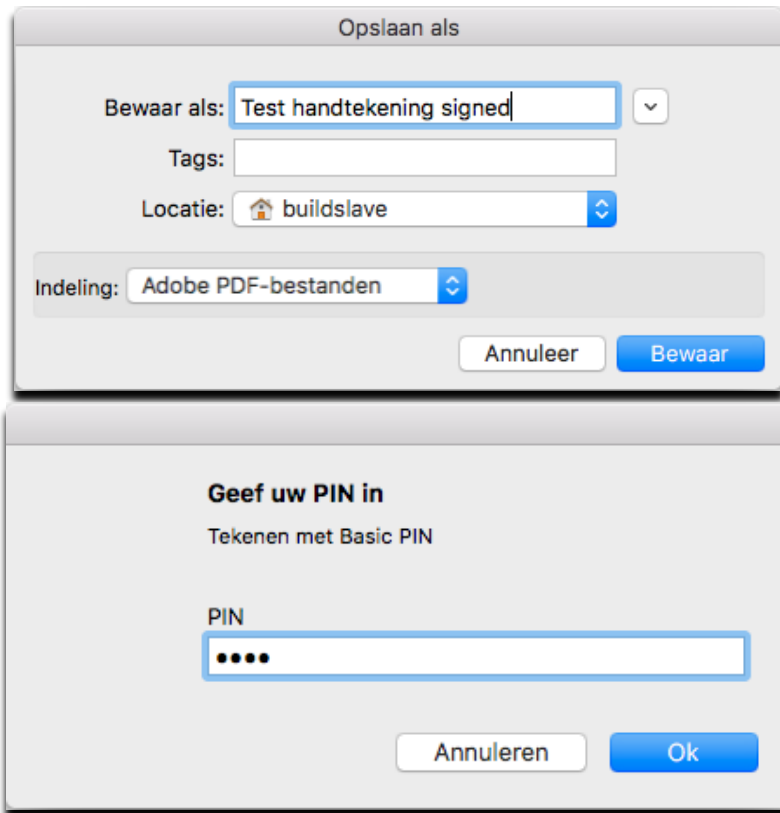 Opslaan als
Bewaar als: Test handtekening signed
Tags:
Locatie: buildslave
Indeling: Adobe PDF-bestanden
Annuleer Bewaar
Geef uw PIN in
Tekenen met Basic PIN
PIN
••••
Annuleren Ok